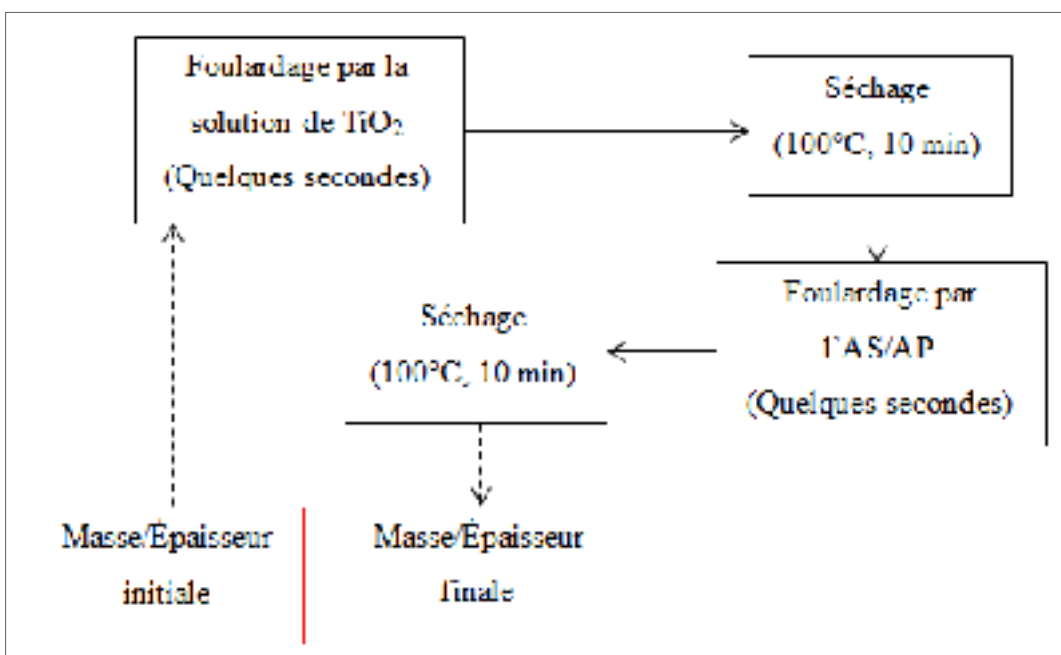 Foulardage par la
solution de TiO₂
(Quelques secondes)
Séchage
(100°C, 10 min)
Foulardage par
l'AS/AP
(Quelques secondes)
Séchage
(100°C, 10 min)
Masse/Épaisseur
initiale
Masse/Épaisseur
finale